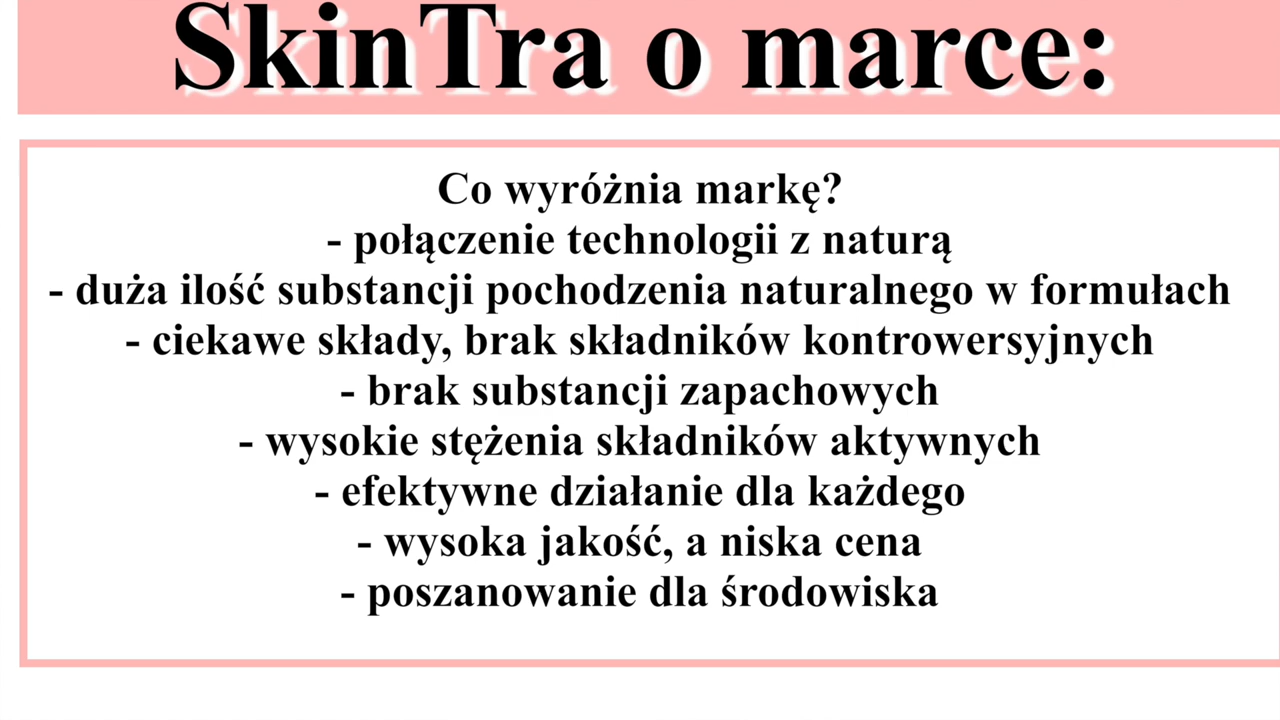 SkinTra o marce:
Co wyróżnia markę?
- połączenie technologii z naturą
- duża ilość substancji pochodzenia naturalnego w formułach
- ciekawe składy, brak składników kontrowersyjnych
- brak substancji zapachowych
- wysokie stężenia składników aktywnych
- efektywne działanie dla każdego
- wysoka jakość, a niska cena
- poszanowanie dla środowiska